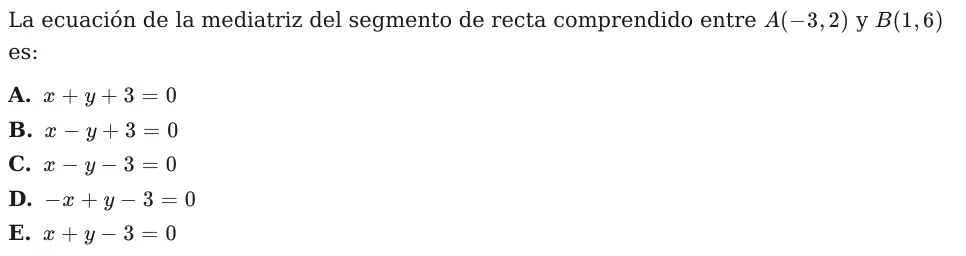 La ecuación de la mediatriz del segmento de recta comprendido entre A(−3, 2) y B(1, 6)
es:
A. x + y + 3 = 0
B. x − y + 3 = 0
C. x − y − 3 = 0
D. −x + y − 3 = 0
E. x + y − 3 = 0